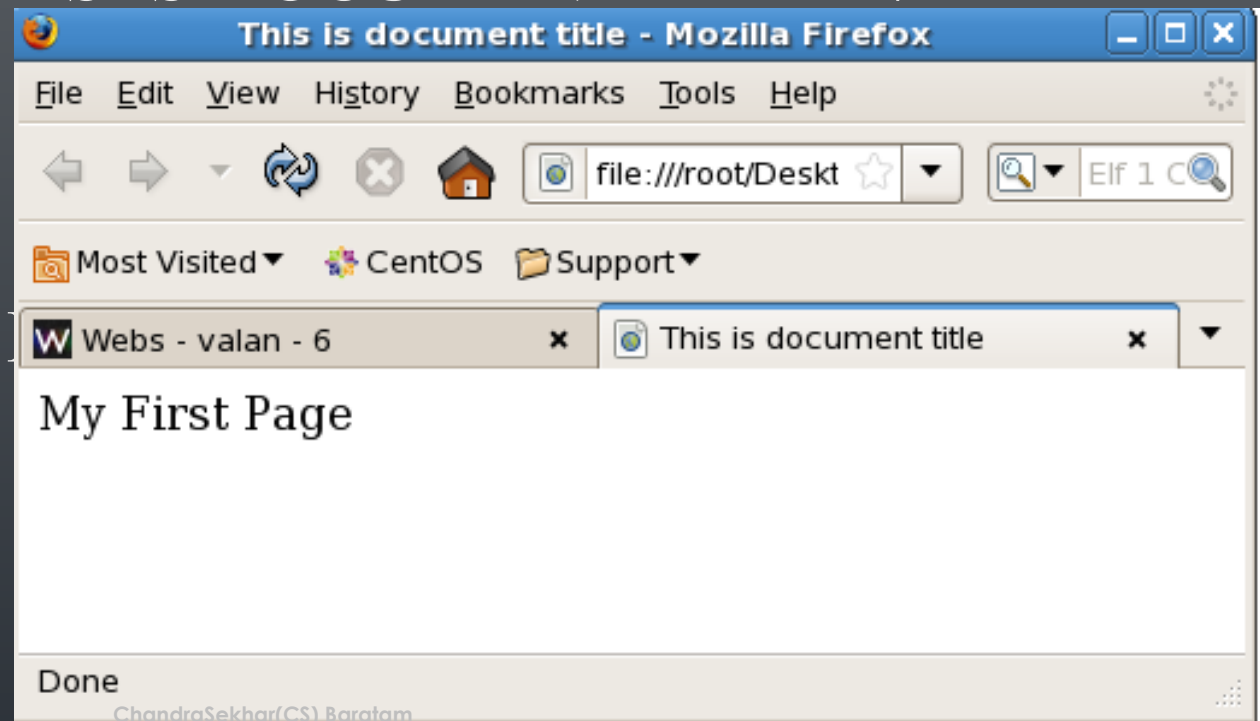 This is document title - Mozilla Firefox
File Edit View History Bookmarks Tools Help
file:///root/Deskt
Elf 1 C
Most Visited CentOS Support
W Webs - valan - 6
This is document title
My First Page
Done
ChandraSekhar(CS) Baratam